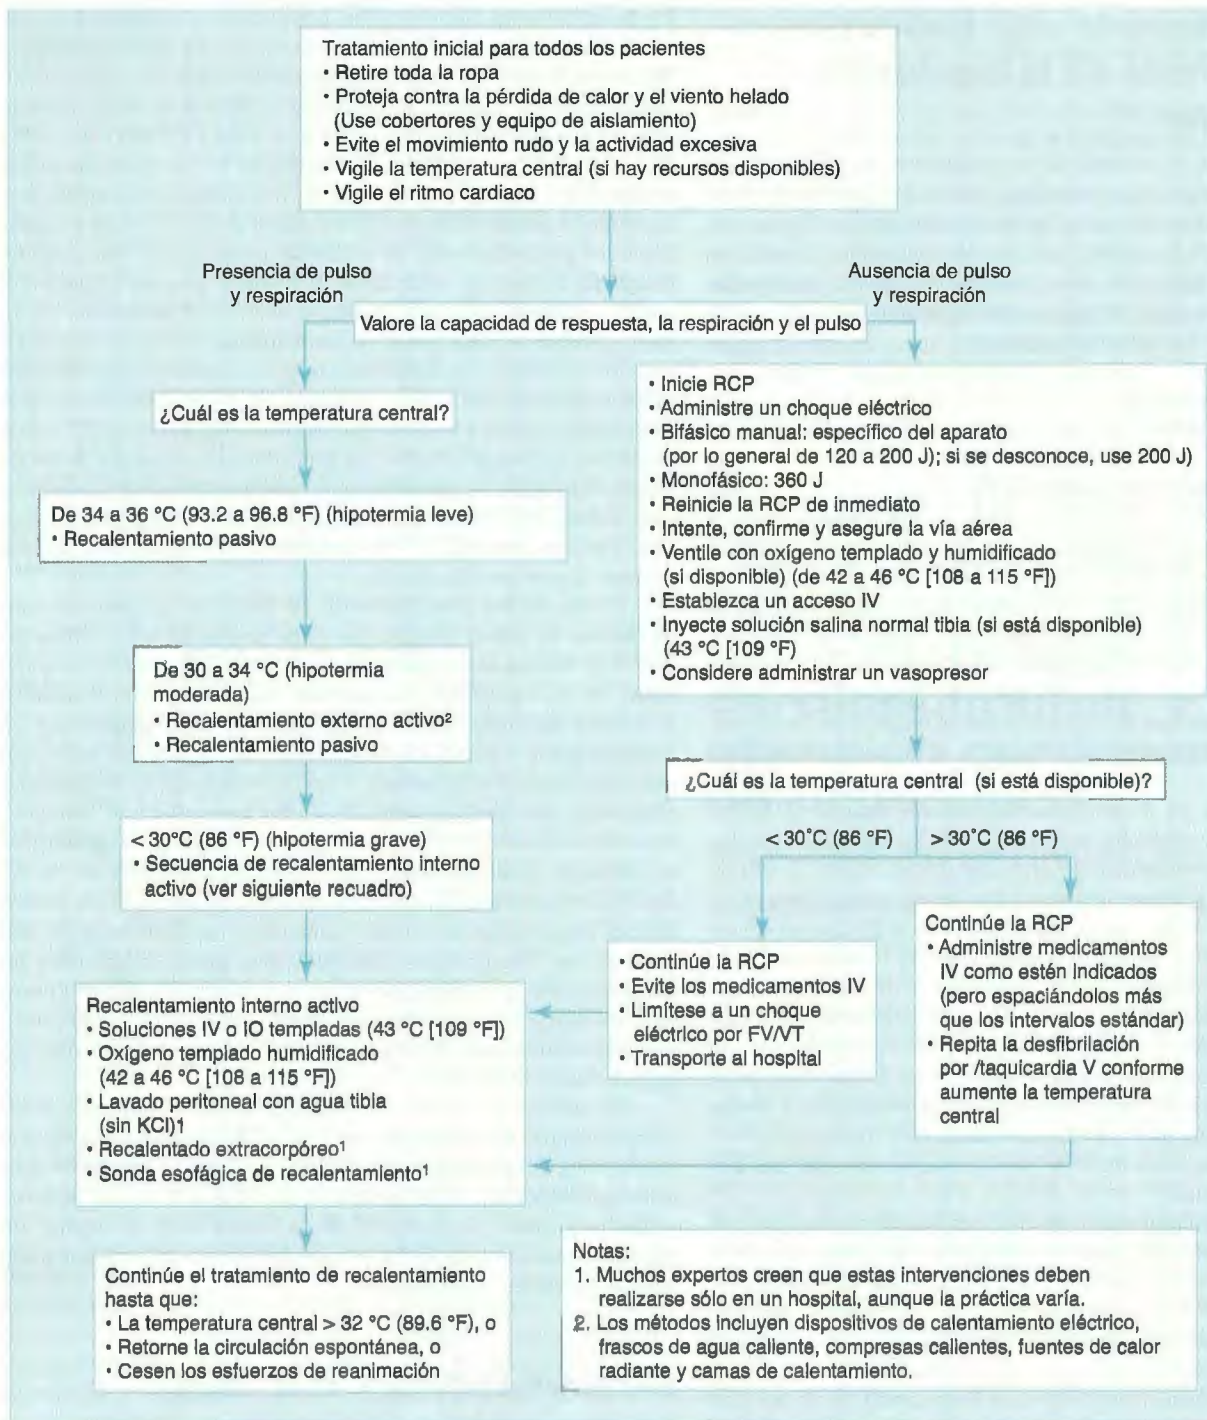 Tratamiento inicial para todos los pacientes
• Retire toda la ropa
• Proteja contra la pérdida de calor y el viento helado
(Use cobertores y equipo de aislamiento)
• Evite el movimiento rudo y la actividad excesiva
• Vigile la temperatura central (si hay recursos disponibles)
• Vigile el ritmo cardiaco
Presencia de pulso
y respiración
Ausencia de pulso
y respiración
Valore la capacidad de respuesta, la respiración y el pulso
¿Cuál es la temperatura central?
De 34 a 36 °C (93.2 a 96.8 °F) (hipotermia leve)
• Recalentamiento pasivo
De 30 a 34 °C (hipotermia
moderada)
• Recalentamiento externo activo²
• Recalentamiento pasivo
< 30°C (86 °F) (hipotermia grave)
• Secuencia de recalentamiento interno
activo (ver siguiente recuadro)
• Inicie RCP
• Administre un choque eléctrico
• Bifásico manual: específico del aparato
(por lo general de 120 a 200 J); si se desconoce, use 200 J)
• Monofásico: 360 J
• Reinicie la RCP de inmediato
• Intente, confirme y asegure la vía aérea
• Ventile con oxígeno templado y humidificado
(si disponible) (de 42 a 46 °C [108 a 115 °F])
• Establezca un acceso IV
• Inyecte solución salina normal tibia (si está disponible)
(43 °C [109 °F)
• Considere administrar un vasopresor
¿Cuál es la temperatura central (si está disponible)?
< 30°C (86 °F)
> 30°C (86 °F)
• Continúe la RCP
• Evite los medicamentos IV
• Limítese a un choque
eléctrico por FV/VT
• Transporte al hospital
Continúe la RCP
• Administre medicamentos
IV como estén indicados
(pero espaciándolos más
que los intervalos estándar)
• Repita la desfibrilación
por /taquicardia V conforme
aumente la temperatura
central
Recalentamiento interno activo
• Soluciones IV o IO templadas (43 °C [109 °F])
• Oxígeno templado humidificado
(42 a 46 °C [108 a 115 °F])
• Lavado peritoneal con agua tibia
(sin KCl)1
• Recalentado extracorpóreo¹
• Sonda esofágica de recalentamiento¹
Continúe el tratamiento de recalentamiento
hasta que:
• La temperatura central > 32 °C (89.6 °F), o
• Retorne la circulación espontánea, o
• Cesen los esfuerzos de reanimación
Notas:
1. Muchos expertos creen que estas intervenciones deben
realizarse sólo en un hospital, aunque la práctica varía.
2. Los métodos incluyen dispositivos de calentamiento eléctrico,
frascos de agua caliente, compresas calientes, fuentes de calor
radiante y camas de calentamiento.